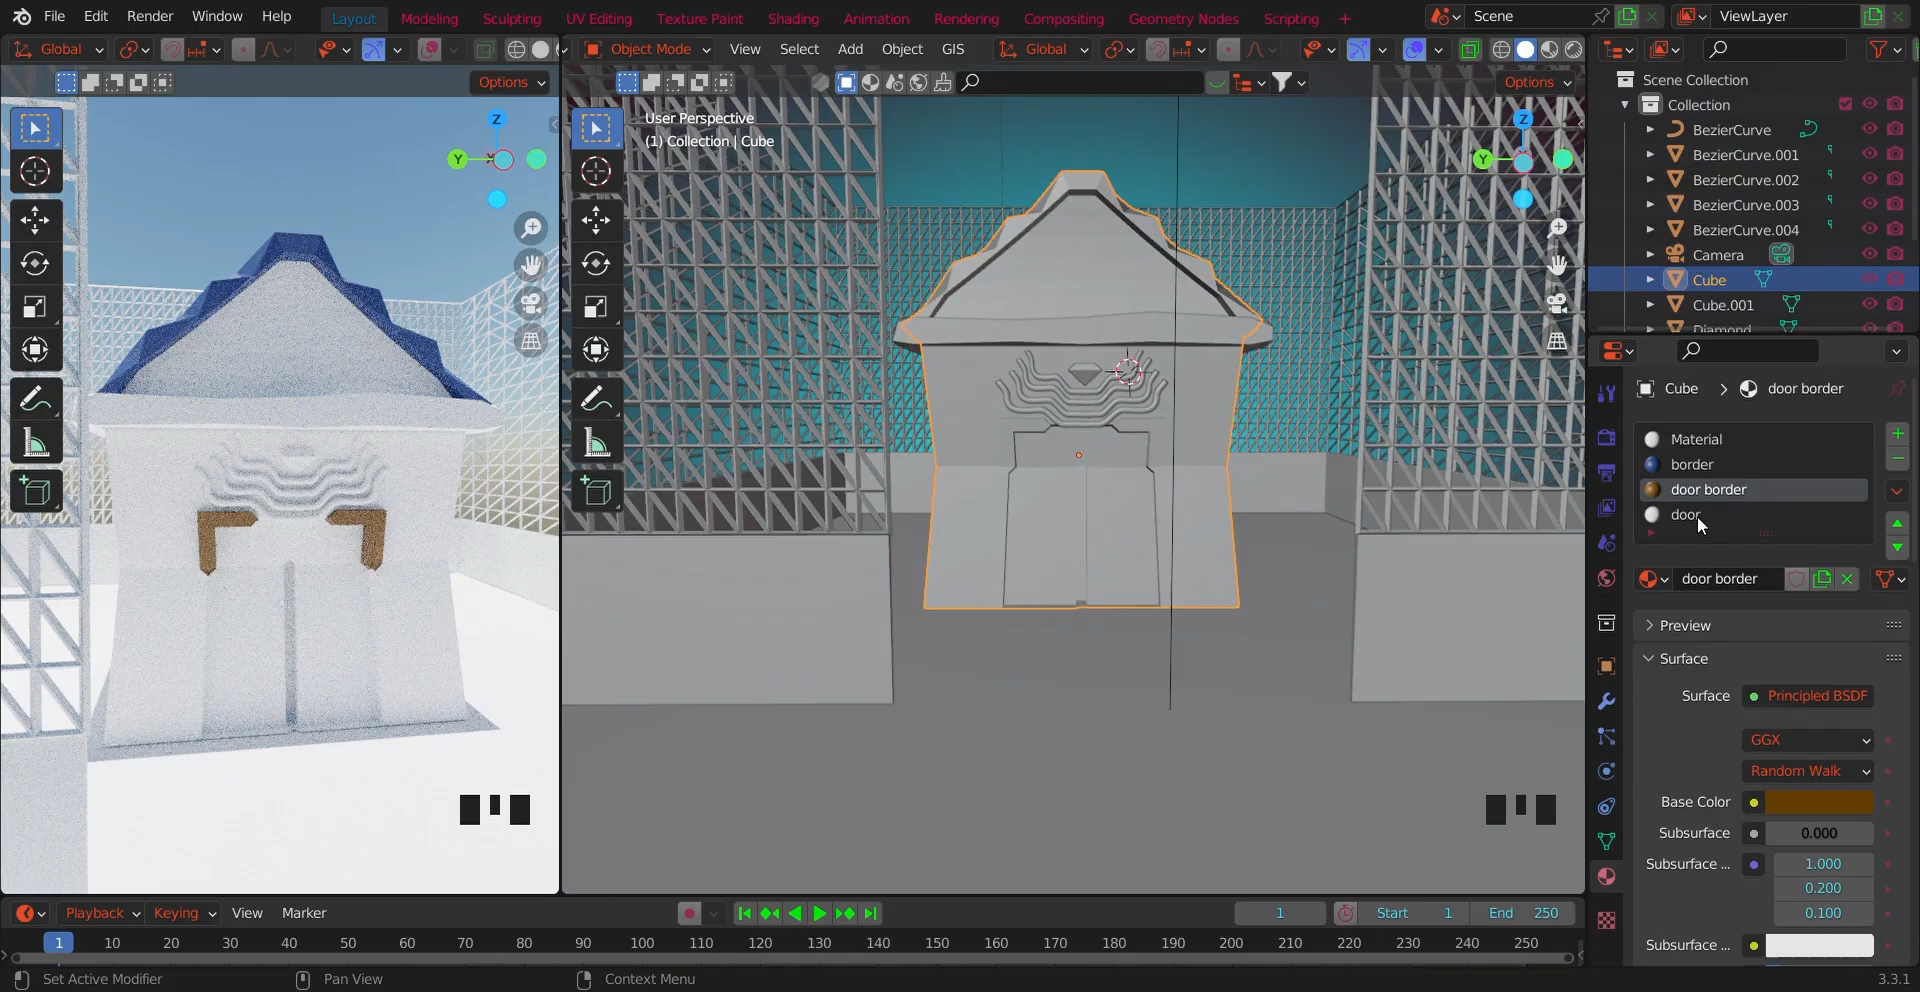 File Edit Render Window Help Layout Modeling Sculpting UV Editing Texture Paint Shading Animation Rendering Compositing Geometry Nodes Scripting + Scene ViewLayer
Global Object Mode View Select Add Object GIS Global
Options Options
User Perspective
(1) Collection | Cube
Z
Y
Z
Y
Scene Collection
Collection
BezierCurve
BezierCurve.001
BezierCurve.002
BezierCurve.003
BezierCurve.004
Camera
Cube
Cube.001
Diamond
Cube > door border
Material
border
door border
door
door border
Preview
Surface
Surface Principled BSDF
GGX
Random Walk
Base Color
Subsurface 0.000
Subsurface ... 1.000
0.200
0.100
Subsurface ...
Playback Keying View Marker 1 Start 1 End 250
1 10 20 30 40 50 60 70 80 90 100 110 120 130 140 150 160 170 180 190 200 210 220 230 240 250
Set Active Modifier Pan View Context Menu 3.3.1